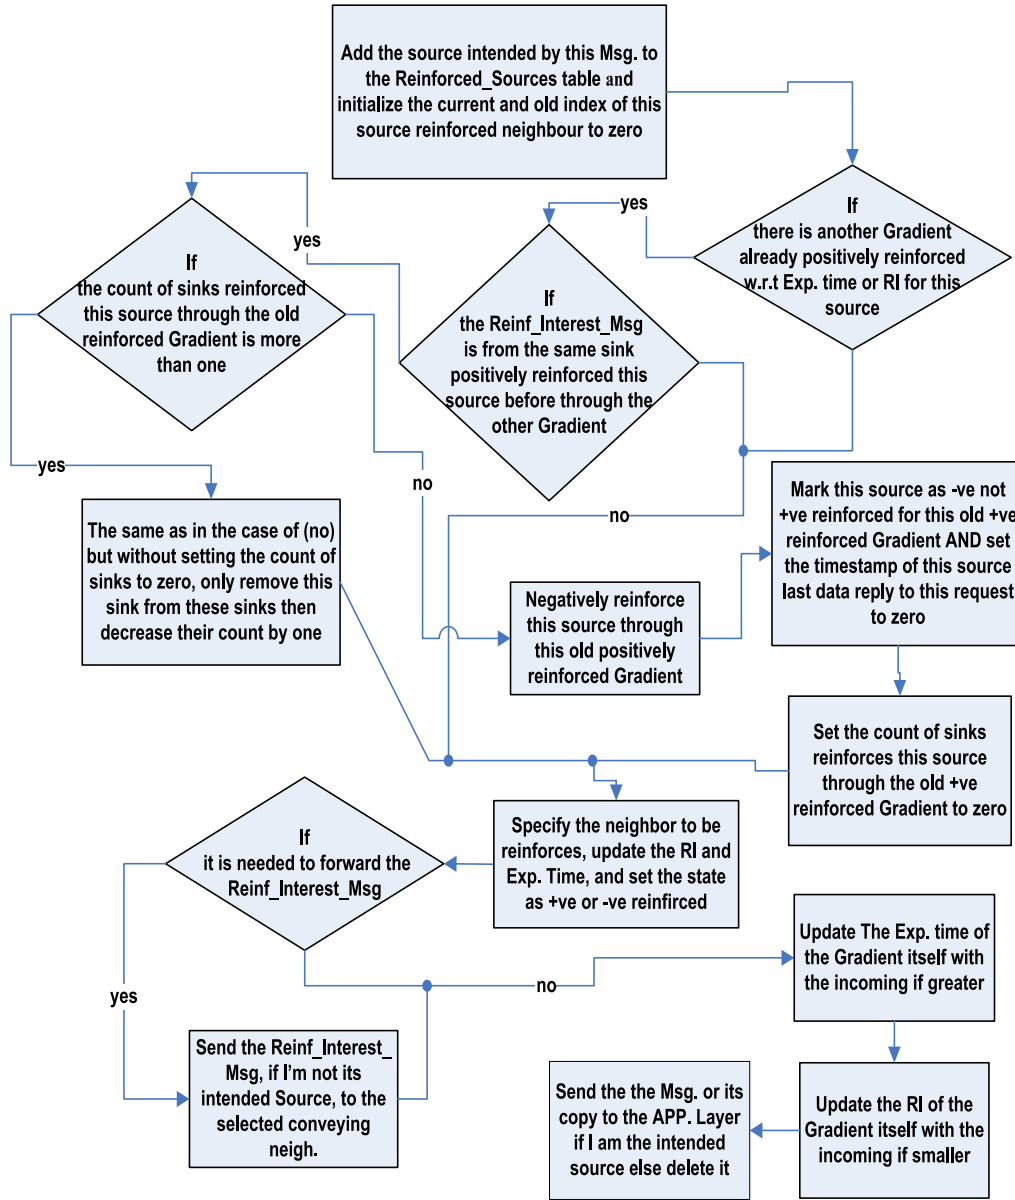 Add the source intended by this Msg. to
the Reinforced_Sources table and
initialize the current and old index of this
source reinforced neighbour to zero
If
there is another Gradient
already positively reinforced
w.r.t Exp. time or RI for this
source
yes
If
the Reinf_Interest_Msg
is from the same sink
positively reinforced this
source before through the
other Gradient
yes
If
the count of sinks reinforced
this source through the old
reinforced Gradient is more
than one
yes
no
no
The same as in the case of (no)
but without setting the count of
sinks to zero, only remove this
sink from these sinks then
decrease their count by one
Negatively reinforce
this source through
this old positively
reinforced Gradient
Mark this source as -ve not
+ve reinforced for this old +ve
reinforced Gradient AND set
the timestamp of this source
last data reply to this request
to zero
Set the count of sinks
reinforces this source
through the old +ve
reinforced Gradient to zero
Specify the neighbor to be
reinforces, update the RI and
Exp. Time, and set the state
as +ve or -ve reinfirced
If
it is needed to forward the
Reinf_Interest_Msg
yes
no
Send the Reinf_Interest_
Msg, if I'm not its
intended Source, to the
selected conveying
neigh.
Update The Exp. time of
the Gradient itself with
the incoming if greater
Update the RI of the
Gradient itself with the
incoming if smaller
Send the the Msg. or its
copy to the APP. Layer
if I am the intended
source else delete it